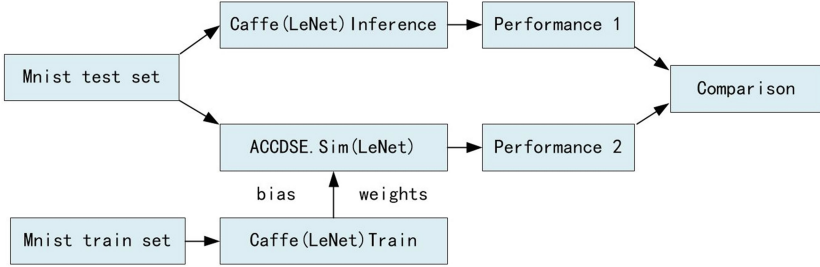 Caffe(LeNet)Inference
Performance 1
Mnist test set
Comparison
ACCDSE.Sim(LeNet)
Performance 2
bias
weights
Mnist train set
Caffe(LeNet)Train